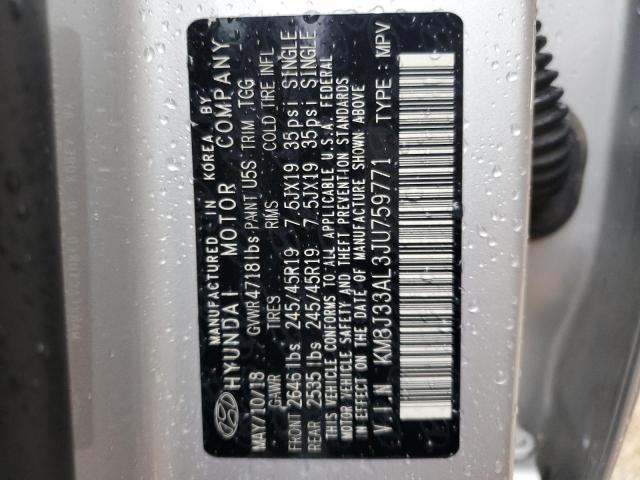 MANUFACTURED IN KOREA BY
HYUNDAI MOTOR COMPANY
MAY/10/18 GVWR 4718lbs PAINT U5S TRIM TGG
GAWR TIRES RIMS COLD TIRE INFL
FRONT 2646 lbs 245/45R19 7.5JX19 35psi SINGLE
REAR 2535 lbs 245/45R19 7.5JX19 35psi SINGLE
THIS VEHICLE CONFORMS TO ALL APPLICABLE U.S.A. FEDERAL
MOTOR VEHICLE SAFETY AND THEFT PREVENTION STANDARDS
IN EFFECT ON THE DATE OF MANUFACTURE SHOWN ABOVE
V.I.N : KM8J33AL3JU759771 TYPE : MPV